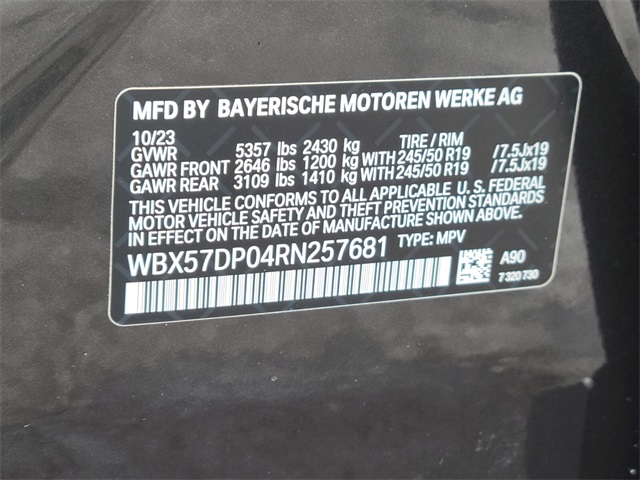 MFD BY BAYERISCHE MOTOREN WERKE AG
10/23 TIRE / RIM
GVWR 5357 lbs 2430 kg
GAWR FRONT 2646 lbs 1200 kg WITH 245/50 R19 /7.5Jx19
GAWR REAR 3109 lbs 1410 kg WITH 245/50 R19 /7.5Jx19
THIS VEHICLE CONFORMS TO ALL APPLICABLE U.S. FEDERAL
MOTOR VEHICLE SAFETY AND THEFT PREVENTION STANDARDS
IN EFFECT ON THE DATE OF MANUFACTURE SHOWN ABOVE.
WBX57DP04RN257681 TYPE: MPV
A90
7 320 730